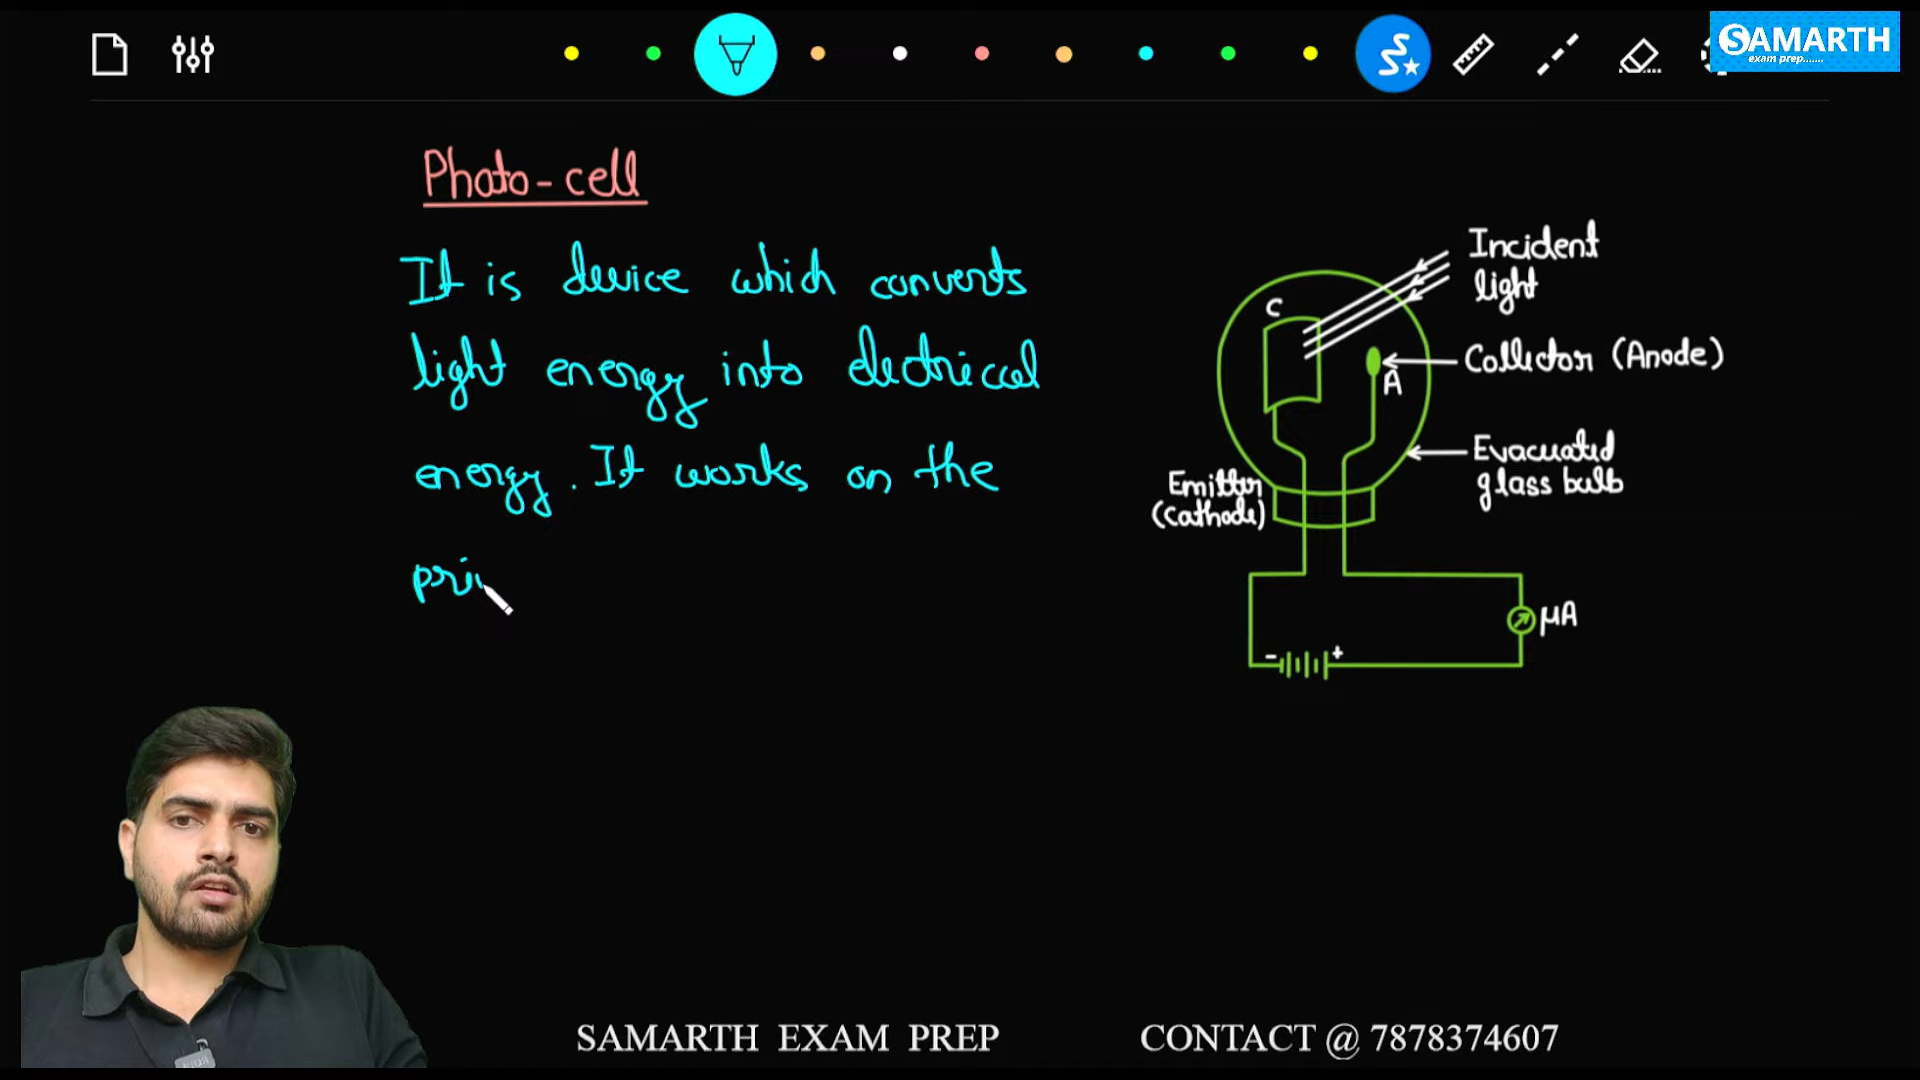 SAMARTH
exam prep.......
Photo-cell
It is device which converts
light energy into electrical
energy. It works on the
pri
Incident
light
C
Collector (Anode)
A
Evacuated
glass bulb
Emitter
(Cathode)
μA
- +
SAMARTH EXAM PREP CONTACT @ 7878374607